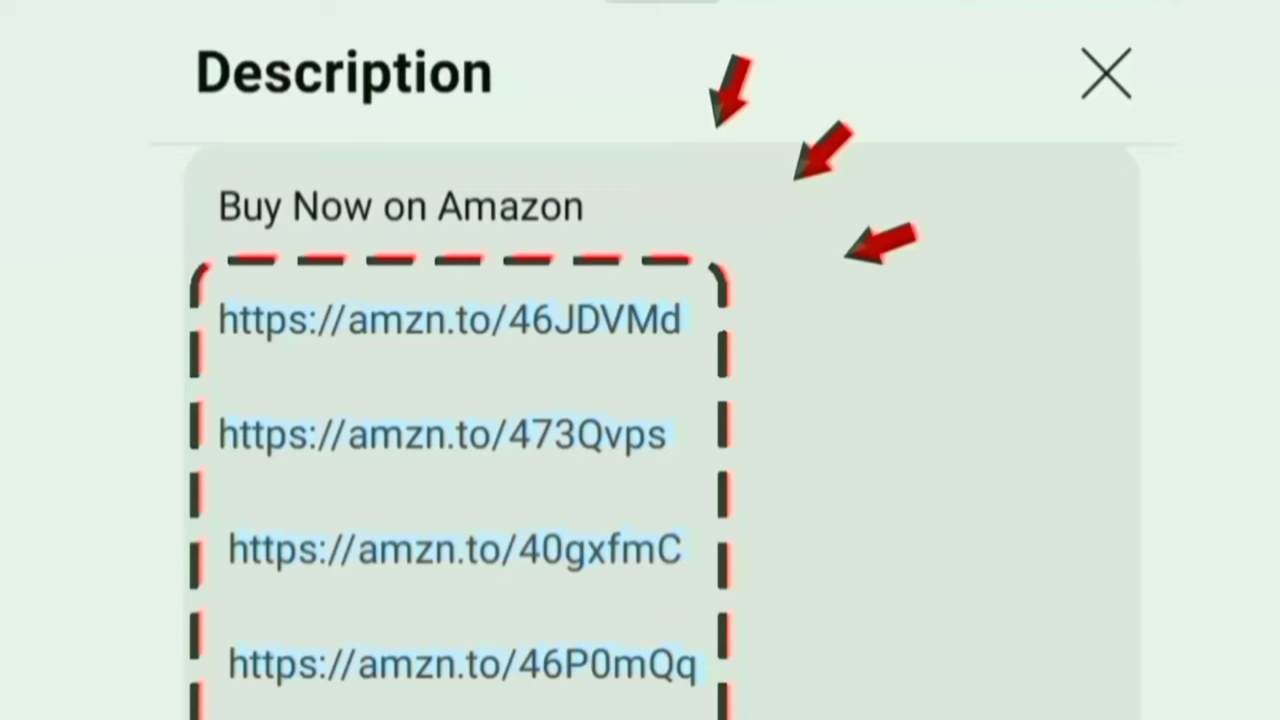 Description
Buy Now on Amazon
https://amzn.to/46JDVMd
https://amzn.to/473Qvps
https://amzn.to/40gxfmC
https://amzn.to/46P0mQq